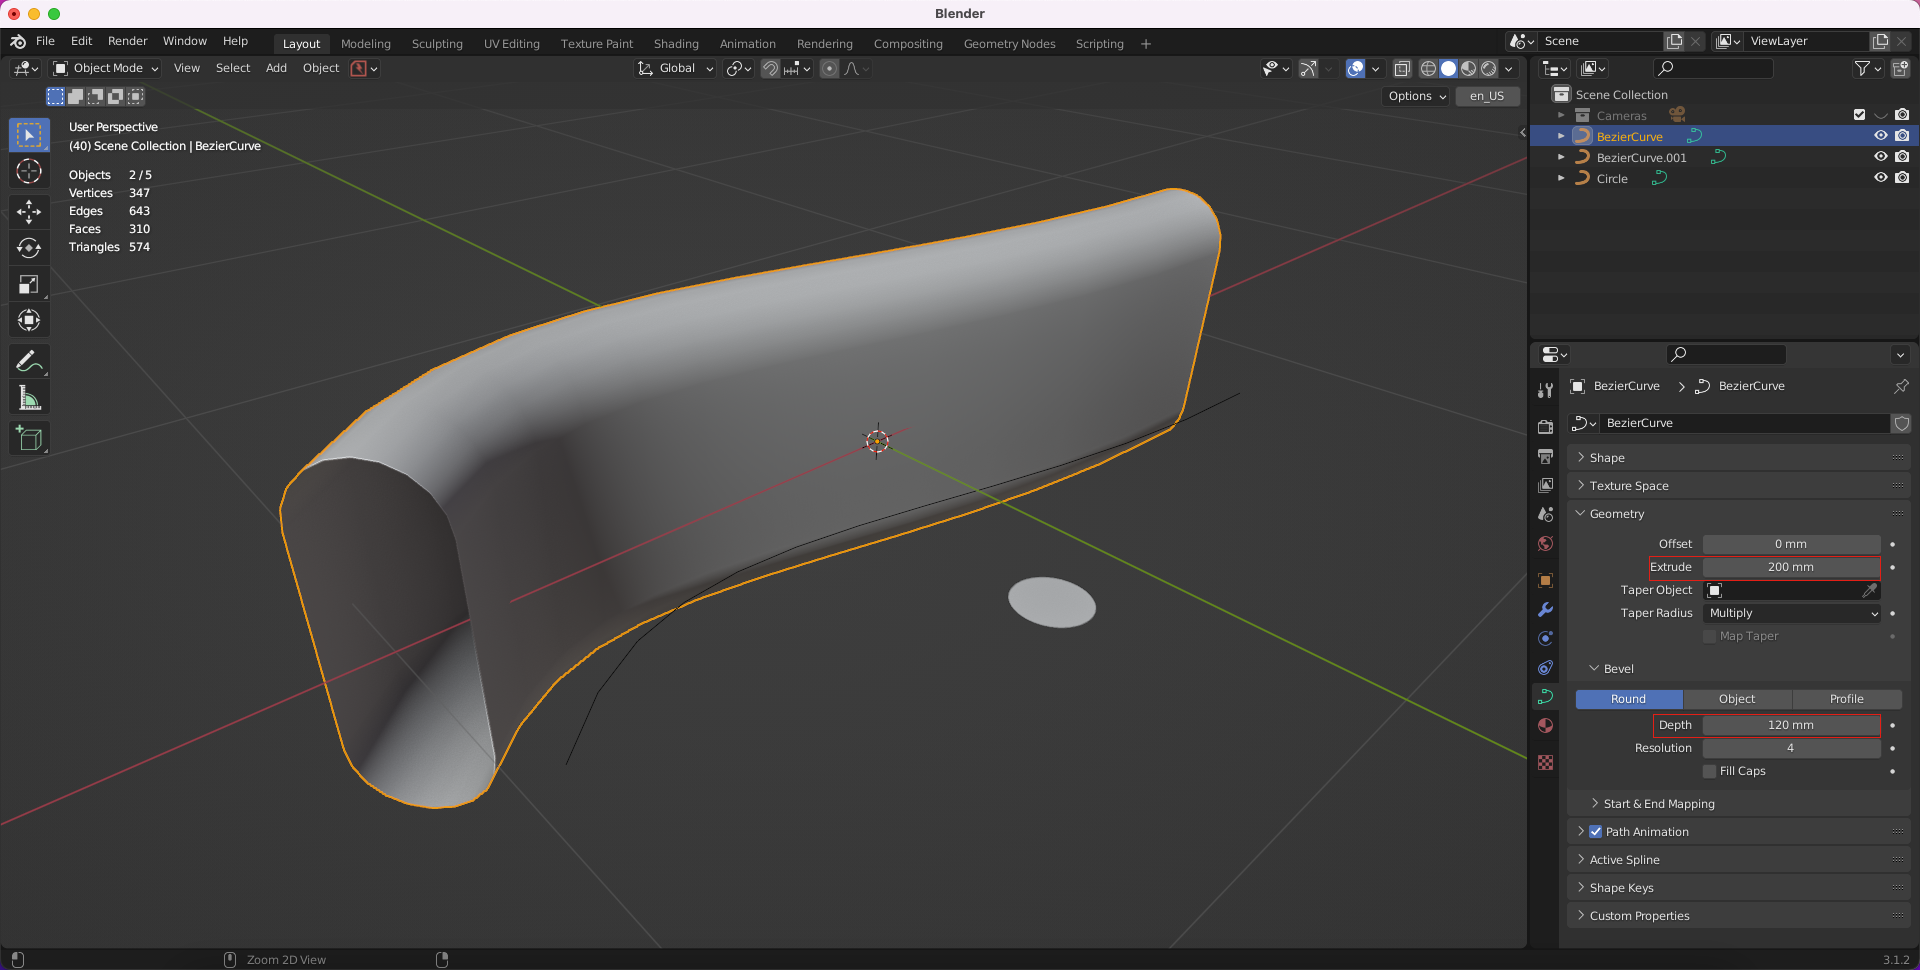 Blender
File Edit Render Window Help Layout Modeling Sculpting UV Editing Texture Paint Shading Animation Rendering Compositing Geometry Nodes Scripting + Scene ViewLayer
Object Mode View Select Add Object Global
Options en_US
User Perspective
(40) Scene Collection | BezierCurve
Objects 2 / 5
Vertices 347
Edges 643
Faces 310
Triangles 574
Scene Collection
Cameras
BezierCurve
BezierCurve.001
Circle
BezierCurve > BezierCurve
BezierCurve
Shape
Texture Space
Geometry
Offset 0 mm
Extrude 200 mm
Taper Object
Taper Radius Multiply
Map Taper
Bevel
Round Object Profile
Depth 120 mm
Resolution 4
Fill Caps
Start & End Mapping
Path Animation
Active Spline
Shape Keys
Custom Properties
Zoom 2D View 3.1.2